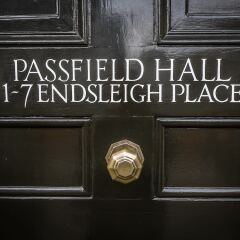 PASSFIELD HALL
1-7 ENDSLEIGH PLACE